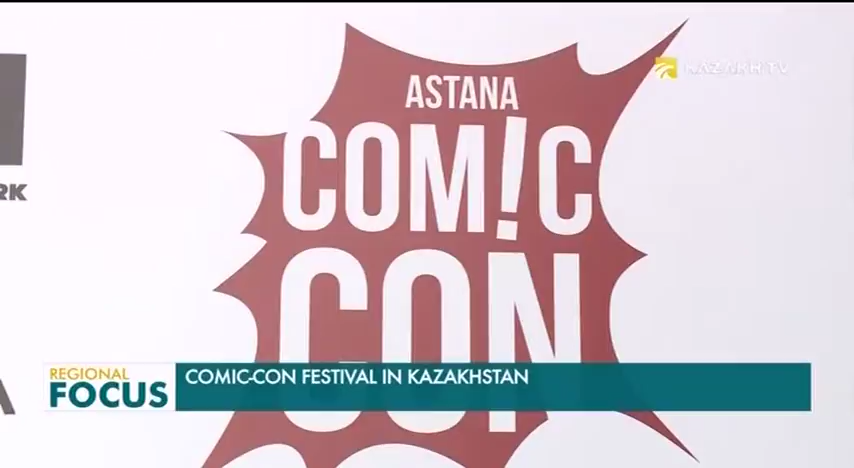 ASTANA
KAZAKH TV
COM!C
CON
RK
A
REGIONAL
FOCUS
COMIC-CON FESTIVAL IN KAZAKHSTAN